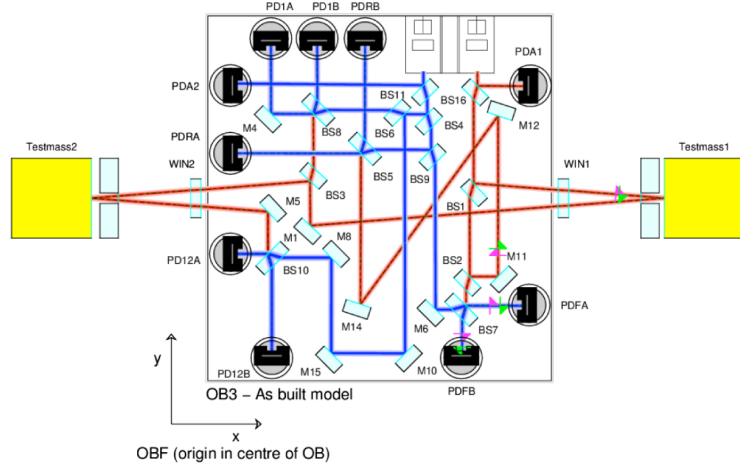 PD1A PD1B PDRB
PDA1
PDA2
BS11 BS16
M12
M4 BS8 BS6 BS4
PDRA
Testmass2 WIN2 BS5 BS9 WIN1 Testmass1
BS3
M5 BS1
M1 M8
PD12A BS10 BS2 M11
M14 M6 BS7 PDFA
PD12B M15 M10 PDFB
y
OB3 – As built model
x
OBF (origin in centre of OB)